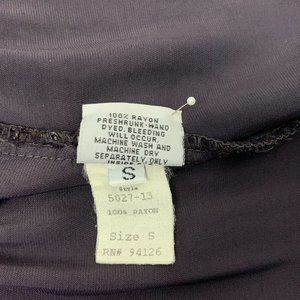 100% RAYON
PRESHRUNK-HAND
DYED. BLEEDING
WILL OCCUR.
MACHINE WASH AND
MACHINE DRY
SEPARATELY. ONLY
INSIDE
S
Style
5027-13
100% RAYON
Size S
RN# 94126